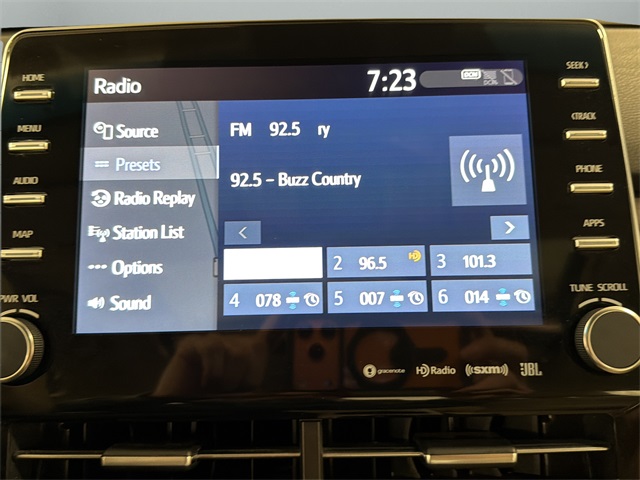 HOME
MENU
AUDIO
MAP
PWR VOL
Radio
7:23
DCM
Source
Presets
Radio Replay
Station List
Options
Sound
FM 92.5 ry
92.5 - Buzz Country
<
>
2 96.5 HD
3 101.3
4 078
5 007
6 014
SEEK>
<TRACK
PHONE
APPS
TUNE SCROLL
gracenote
HD Radio
((sxm))
JBL